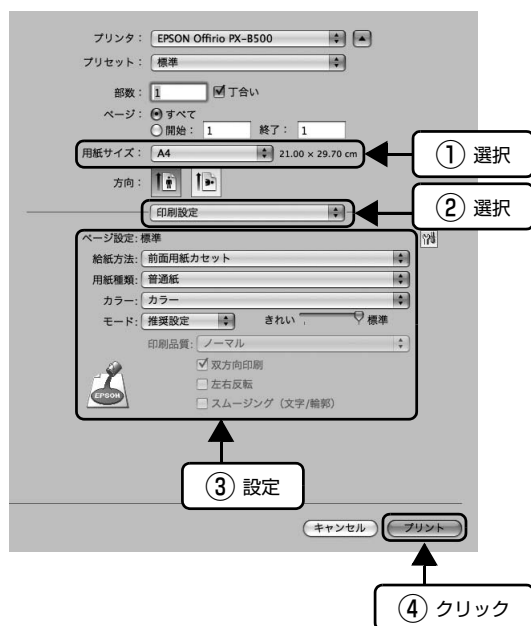 プリンタ： EPSON Offirio PX-B500
プリセット： 標準
部数： 1 丁合い
ページ： すべて
開始： 1 終了： 1
用紙サイズ： A4 21.00 × 29.70 cm
① 選択
方向：
② 選択
印刷設定
ページ設定: 標準
給紙方法: 前面用紙カセット
用紙種類: 普通紙
カラー: カラー
モード: 推奨設定 きれい 標準
印刷品質: ノーマル
双方向印刷
左右反転
スムージング（文字/輪郭）
EPSON
③ 設定
キャンセル プリント
④ クリック